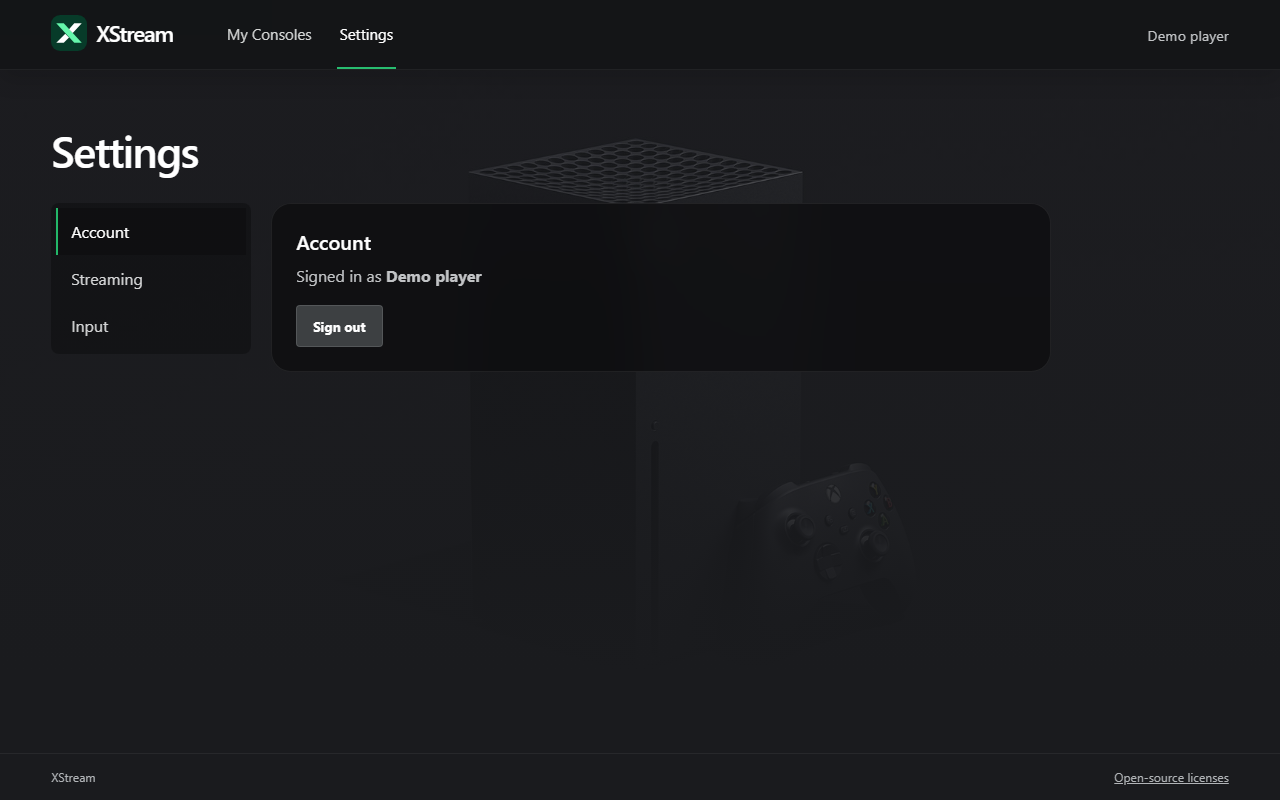 XStream
My Consoles
Settings
Demo player
Settings
Account
Streaming
Input
Account
Signed in as Demo player
Sign out
XStream
Open-source licenses